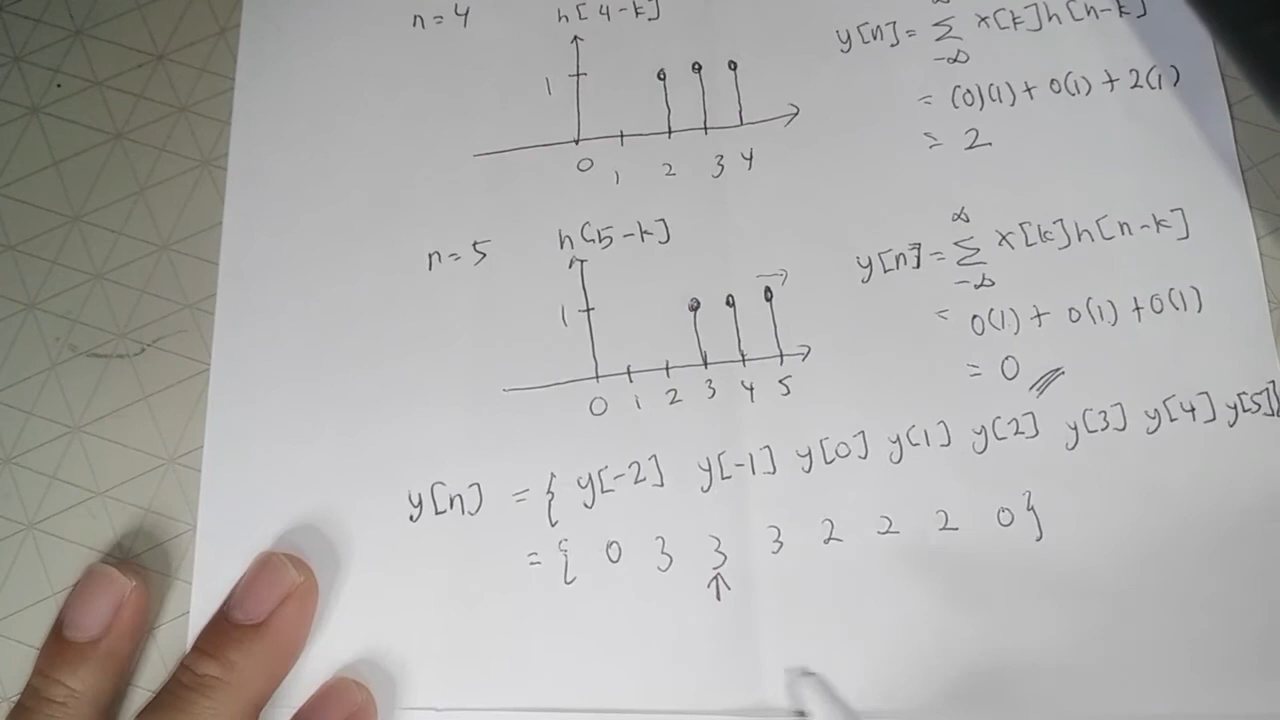 n=4
h[4-k]
1
0 1 2 3 4
y[n]= ∞ Σ -∞ x[k]h[n-k]
= (0)(1)+0(1)+2(1)
= 2
n=5
h[5-k]
1
0 1 2 3 4 5
y[n]= ∞ Σ -∞ x[k]h[n-k]
= 0(1)+0(1)+0(1)
= 0
y[n] = { y[-2] y[-1] y[0] y[1] y[2] y[3] y[4] y[5]}
= { 0 3 3 3 2 2 2 0 }
↑